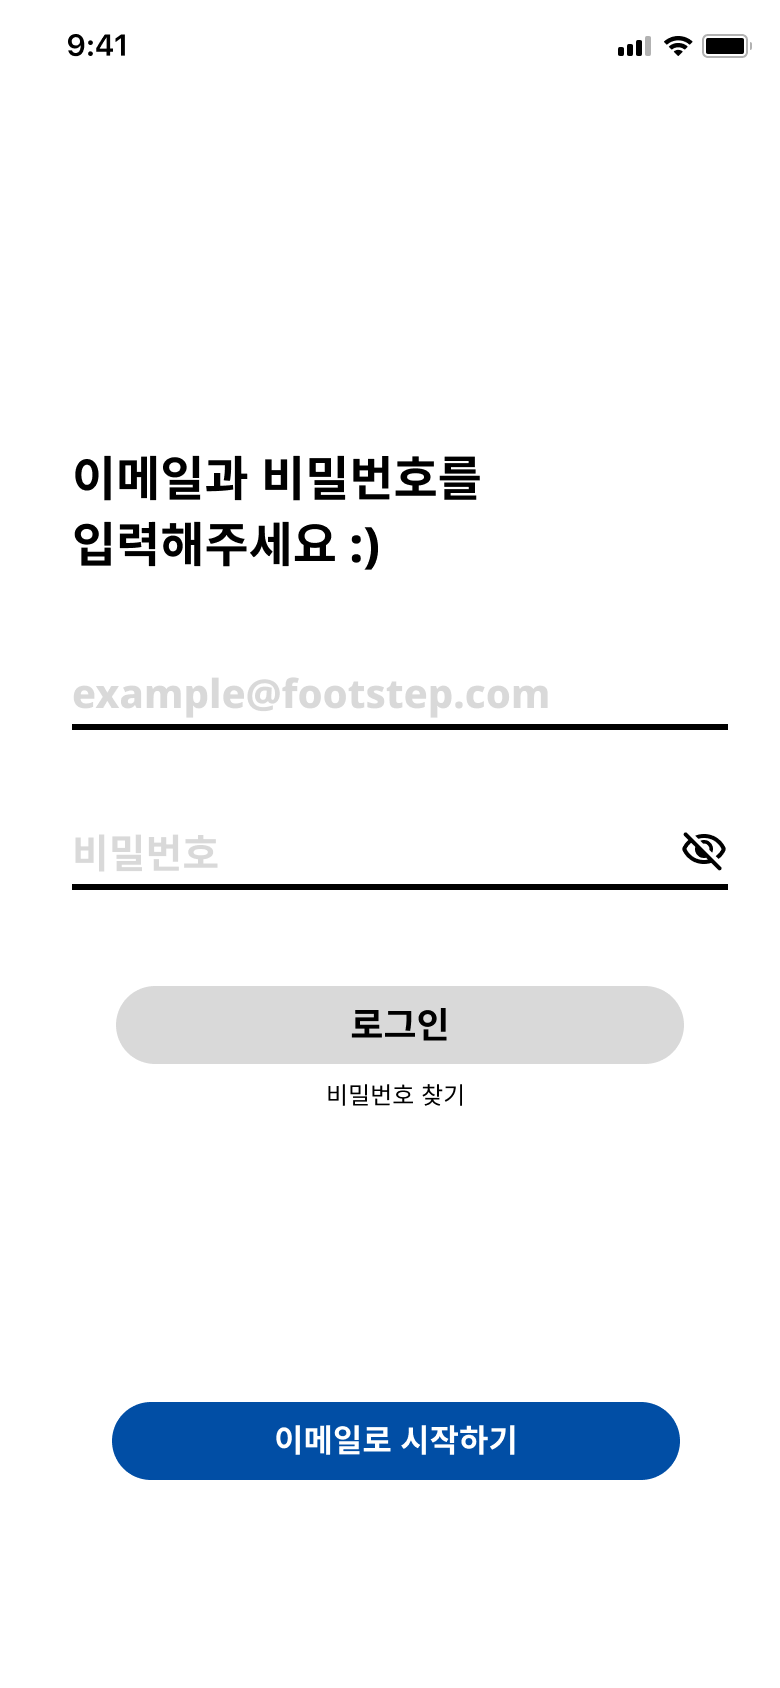 9:41
이메일과 비밀번호를
입력해주세요 :)
example@footstep.com
비밀번호
로그인
비밀번호 찾기
이메일로 시작하기